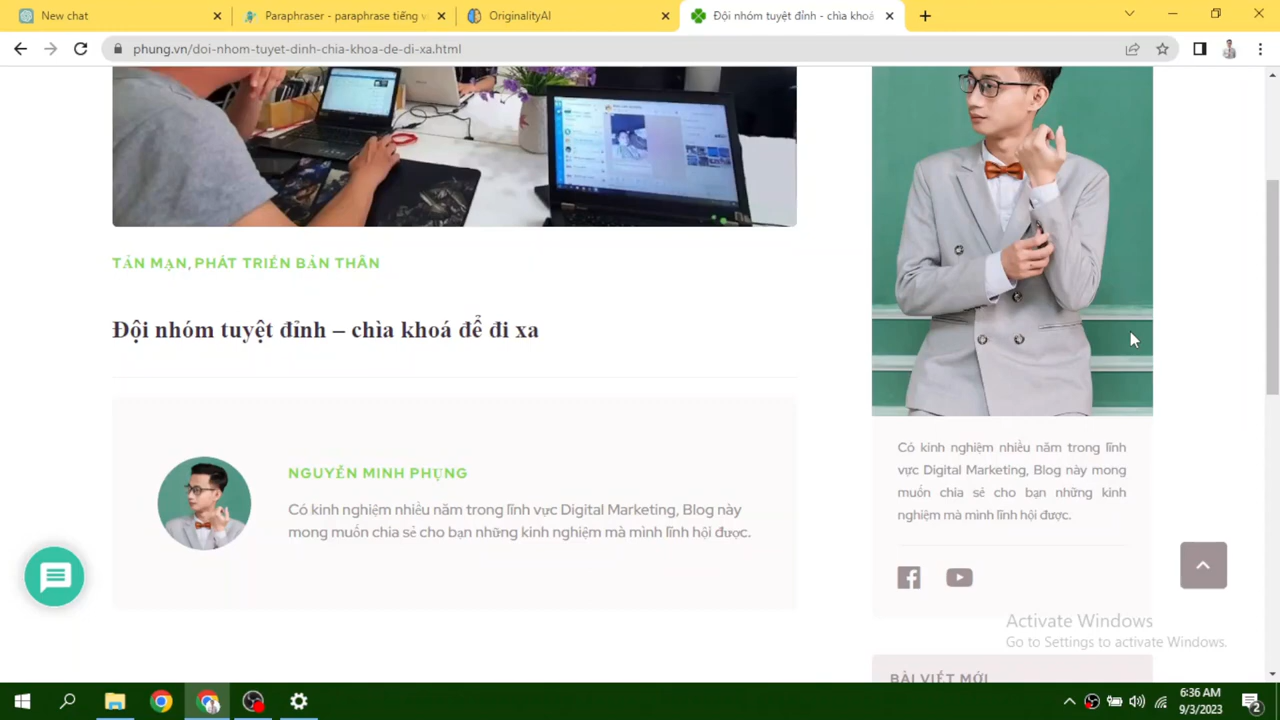 New chat
Paraphraser - paraphrase tiếng v
OriginalityAI
Đội nhóm tuyệt đỉnh - chìa khoá
phung.vn/doi-nhom-tuyet-dinh-chia-khoa-de-di-xa.html
TẢN MẠN, PHÁT TRIỂN BẢN THÂN
Đội nhóm tuyệt đỉnh – chìa khoá để đi xa
NGUYỄN MINH PHỤNG
Có kinh nghiệm nhiều năm trong lĩnh vực Digital Marketing, Blog này
mong muốn chia sẻ cho bạn những kinh nghiệm mà mình lĩnh hội được.
Có kinh nghiệm nhiều năm trong lĩnh
vực Digital Marketing, Blog này mong
muốn chia sẻ cho bạn những kinh
nghiệm mà mình lĩnh hội được.
Activate Windows
Go to Settings to activate Windows.
BÀI VIẾT MỚI
6:36 AM
9/3/2023
2